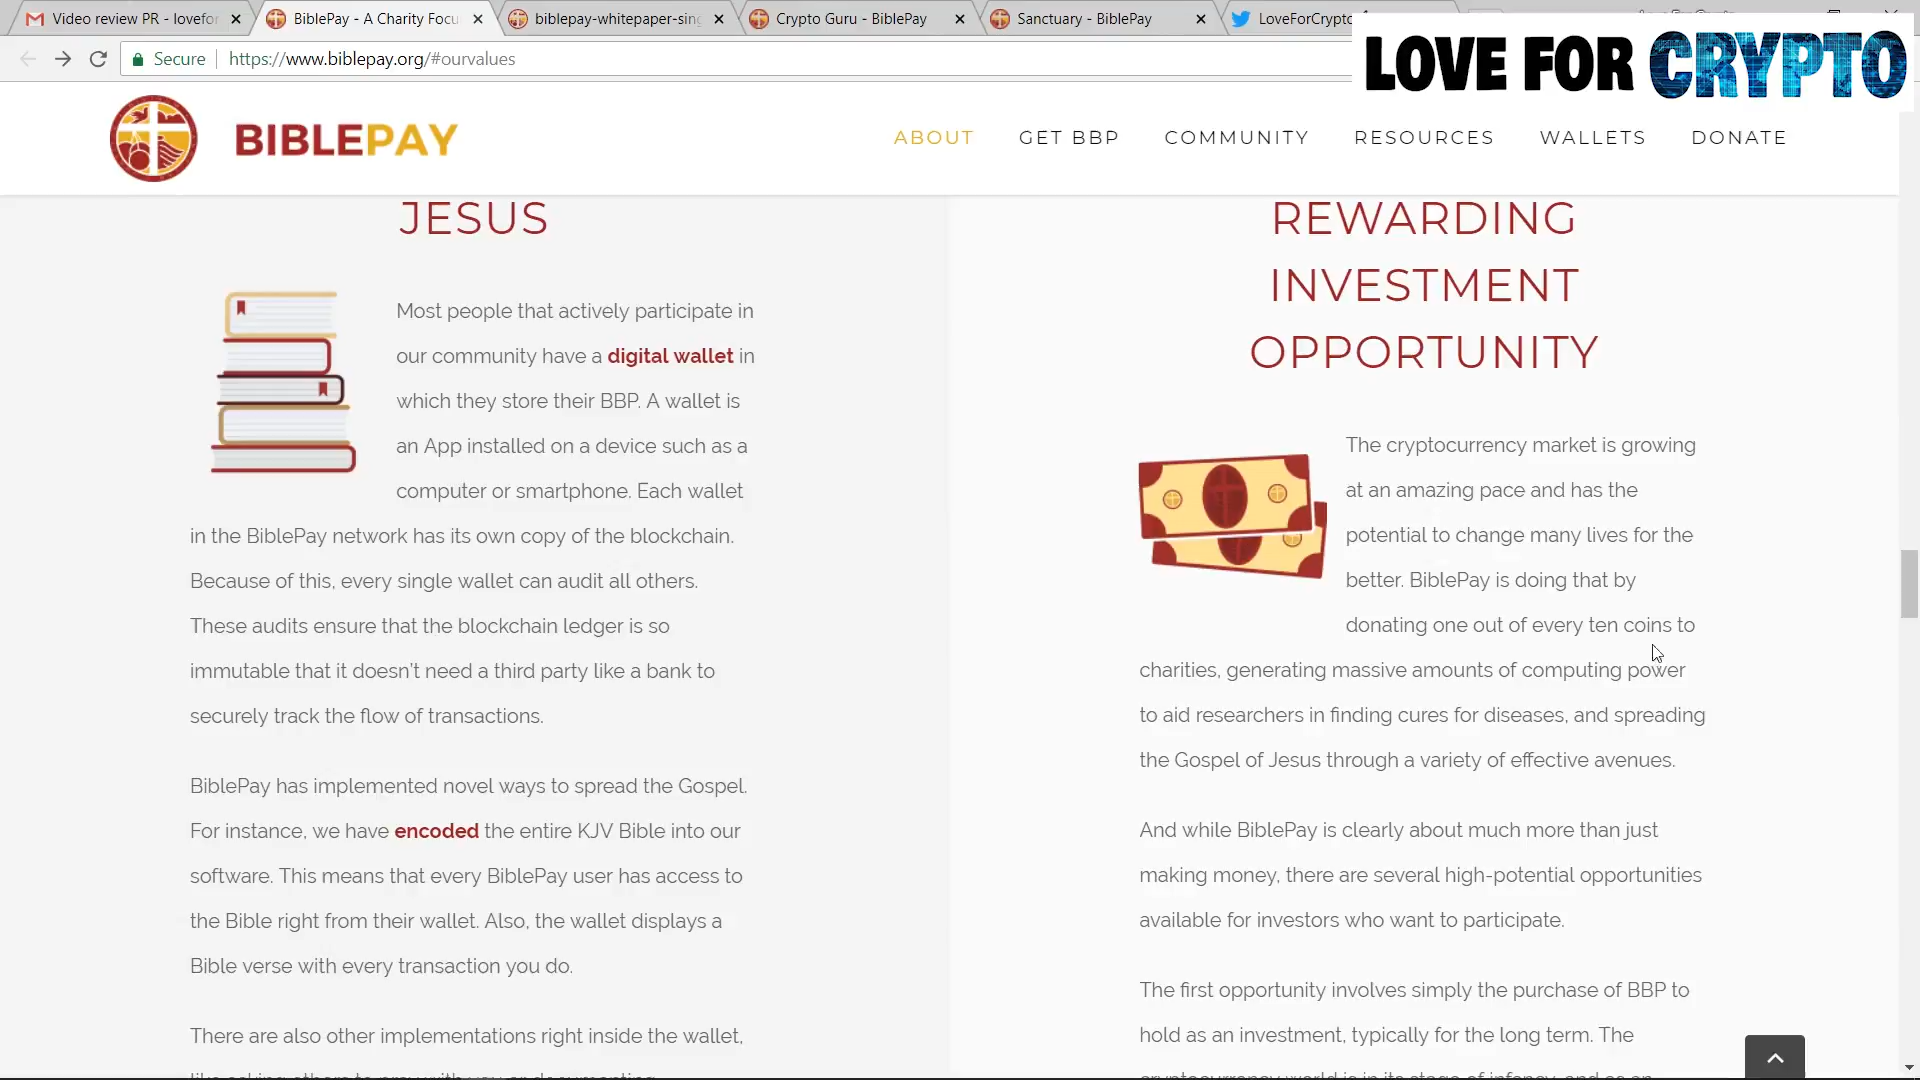 Video review PR - lovefor
BiblePay - A Charity Focu
biblepay-whitepaper-sing
Crypto Guru - BiblePay
Sanctuary - BiblePay
LoveForCrypto
Secure
https://www.biblepay.org/#ourvalues
LOVE FOR CRYPTO
BIBLEPAY
ABOUT
GET BBP
COMMUNITY
RESOURCES
WALLETS
DONATE
JESUS
Most people that actively participate in
our community have a digital wallet in
which they store their BBP. A wallet is
an App installed on a device such as a
computer or smartphone. Each wallet
in the BiblePay network has its own copy of the blockchain.
Because of this, every single wallet can audit all others.
These audits ensure that the blockchain ledger is so
immutable that it doesn't need a third party like a bank to
securely track the flow of transactions.
BiblePay has implemented novel ways to spread the Gospel.
For instance, we have encoded the entire KJV Bible into our
software. This means that every BiblePay user has access to
the Bible right from their wallet. Also, the wallet displays a
Bible verse with every transaction you do.
There are also other implementations right inside the wallet,
REWARDING
INVESTMENT
OPPORTUNITY
The cryptocurrency market is growing
at an amazing pace and has the
potential to change many lives for the
better. BiblePay is doing that by
donating one out of every ten coins to
charities, generating massive amounts of computing power
to aid researchers in finding cures for diseases, and spreading
the Gospel of Jesus through a variety of effective avenues.
And while BiblePay is clearly about much more than just
making money, there are several high-potential opportunities
available for investors who want to participate.
The first opportunity involves simply the purchase of BBP to
hold as an investment, typically for the long term. The